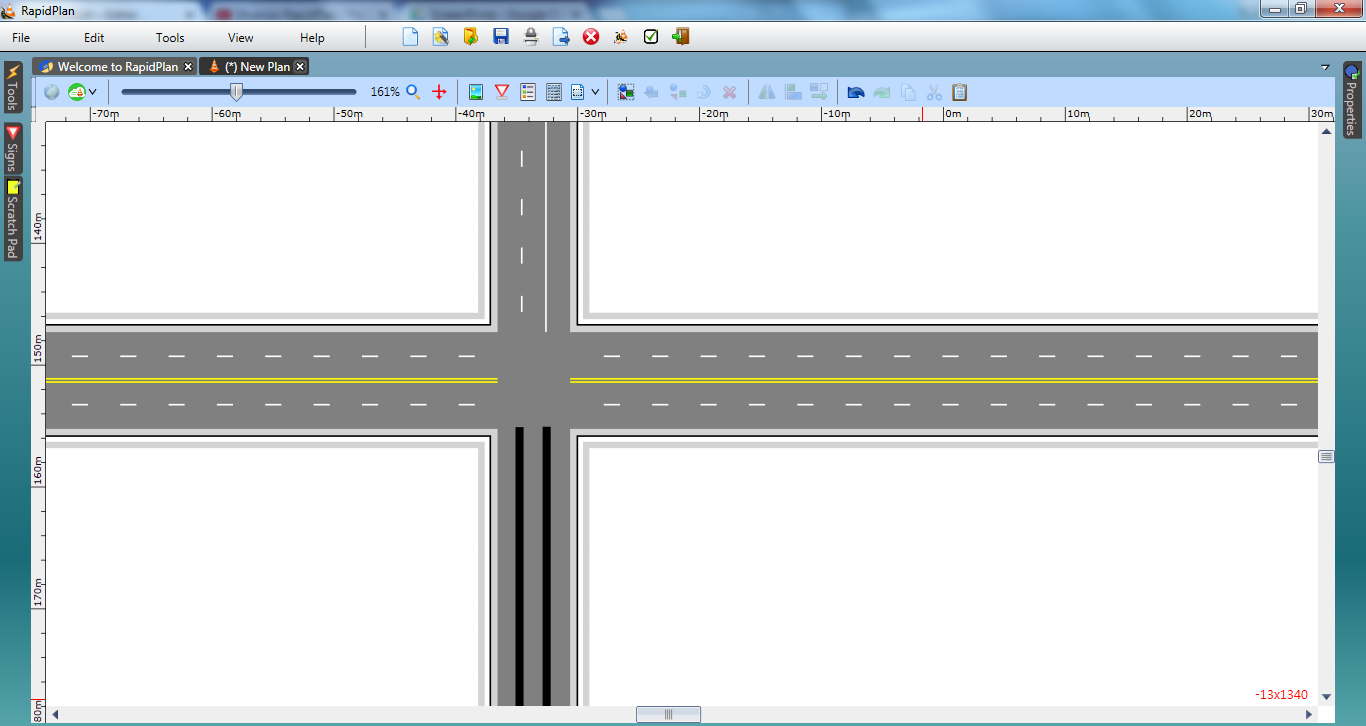 RapidPlan
File Edit Tools View Help
Welcome to RapidPlan (*) New Plan
161%
-70m -60m -50m -40m -30m -20m -10m 0m 10m 20m 30m
Tools
Signs
Scratch Pad
Properties
140m
150m
160m
170m
80m
-13x1340